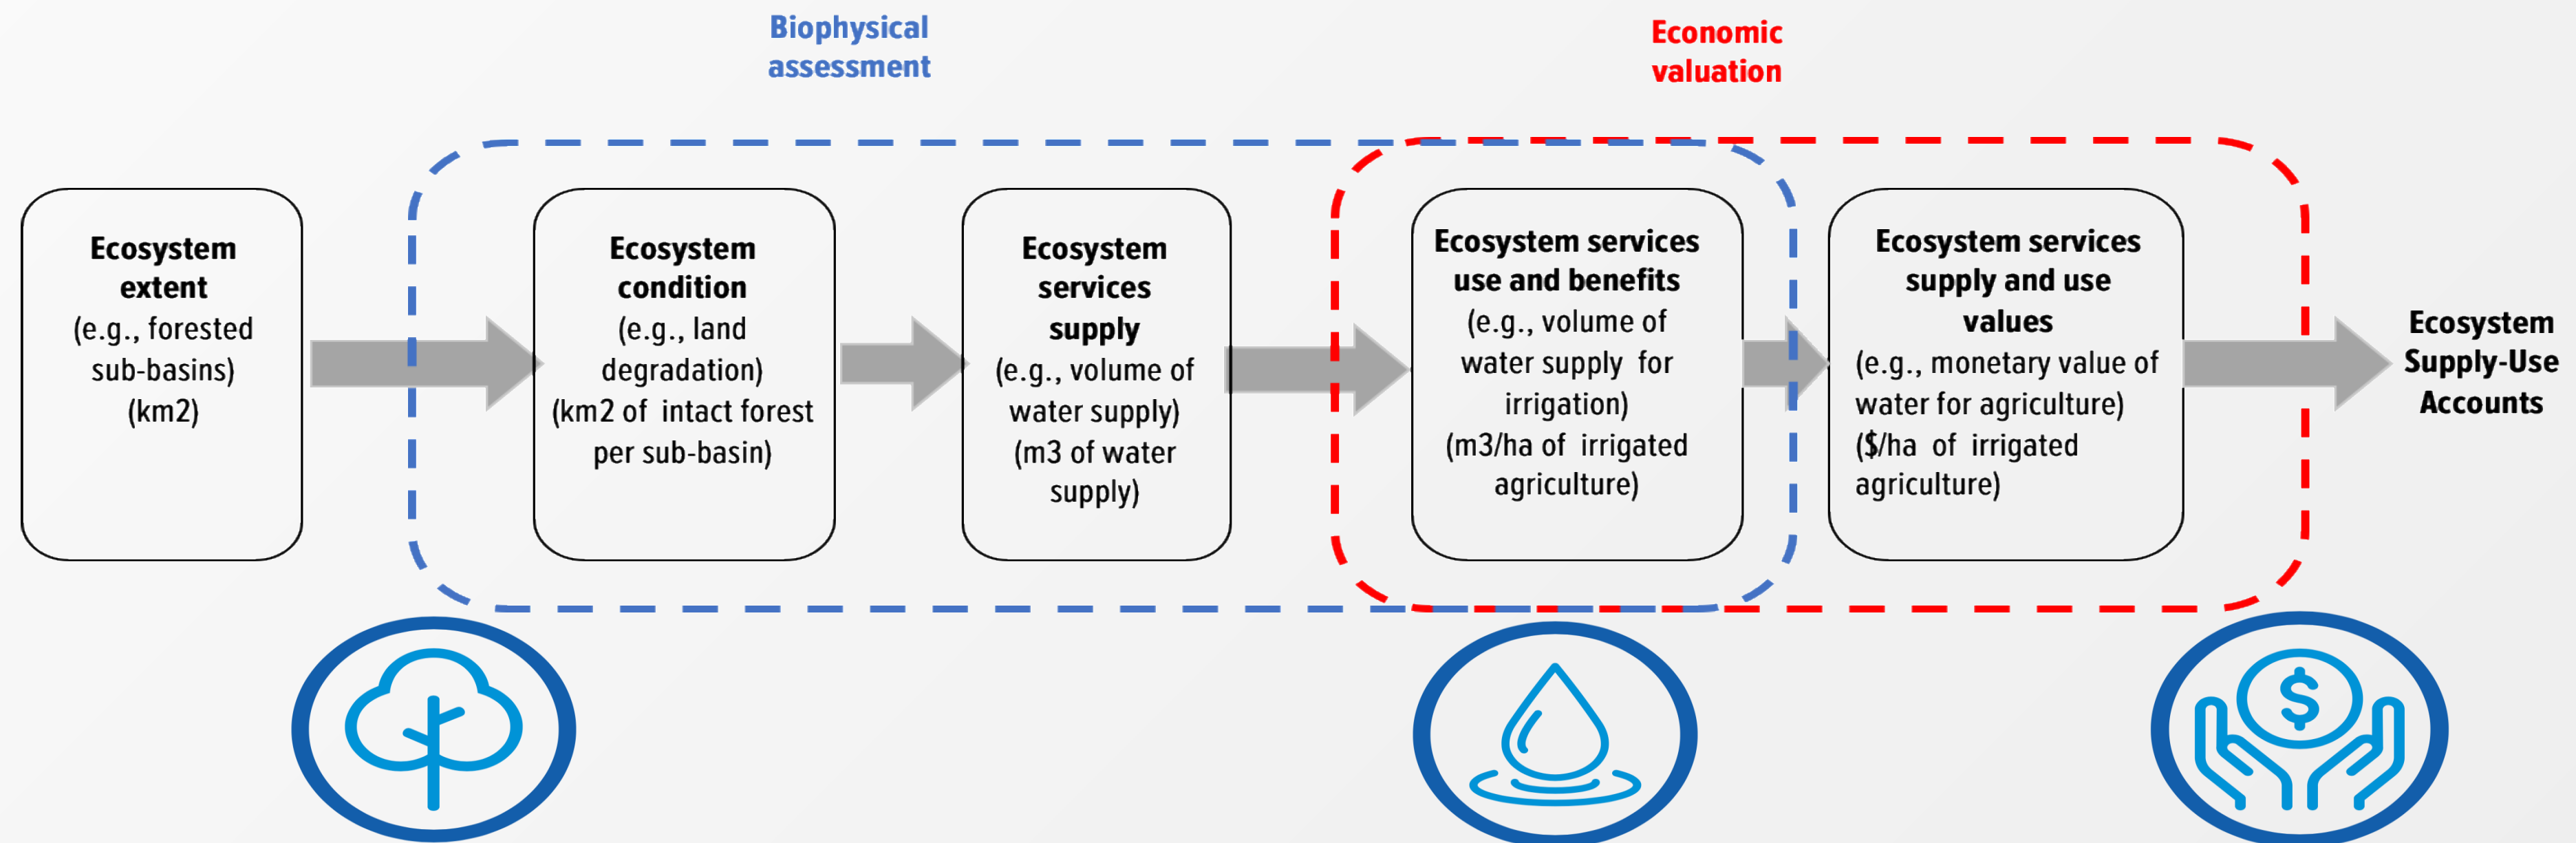 Biophysical
assessment
Economic
valuation
Ecosystem
extent
(e.g., forested
sub-basins)
(km2)
Ecosystem
condition
(e.g., land
degradation)
(km2 of intact forest
per sub-basin)
Ecosystem
services
supply
(e.g., volume of
water supply)
(m3 of water
supply)
Ecosystem services
use and benefits
(e.g., volume of
water supply for
irrigation)
(m3/ha of irrigated
agriculture)
Ecosystem services
supply and use
values
(e.g., monetary value of
water for agriculture)
($/ha of irrigated
agriculture)
Ecosystem
Supply-Use
Accounts
$